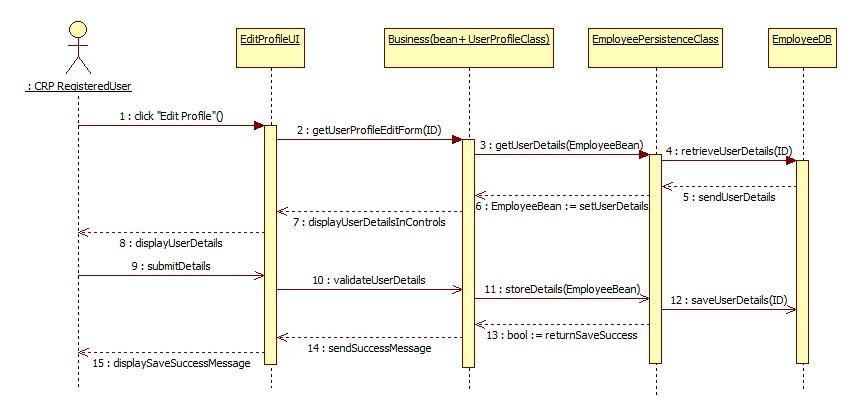 EditProfileUI
Business(bean+ UserProfileClass)
EmployeePersistenceClass
EmployeeDB
: CRP RegisteredUser
1 : click "Edit Profile"()
2 : getUserProfileEditForm(ID)
3 : getUserDetails(EmployeeBean)
4 : retrieveUserDetails(ID)
5 : sendUserDetails
6 : EmployeeBean := setUserDetails
7 : displayUserDetailsInControls
8 : displayUserDetails
9 : submitDetails
10 : validateUserDetails
11 : storeDetails(EmployeeBean)
12 : saveUserDetails(ID)
13 : bool := returnSaveSuccess
14 : sendSuccessMessage
15 : displaySaveSuccessMessage